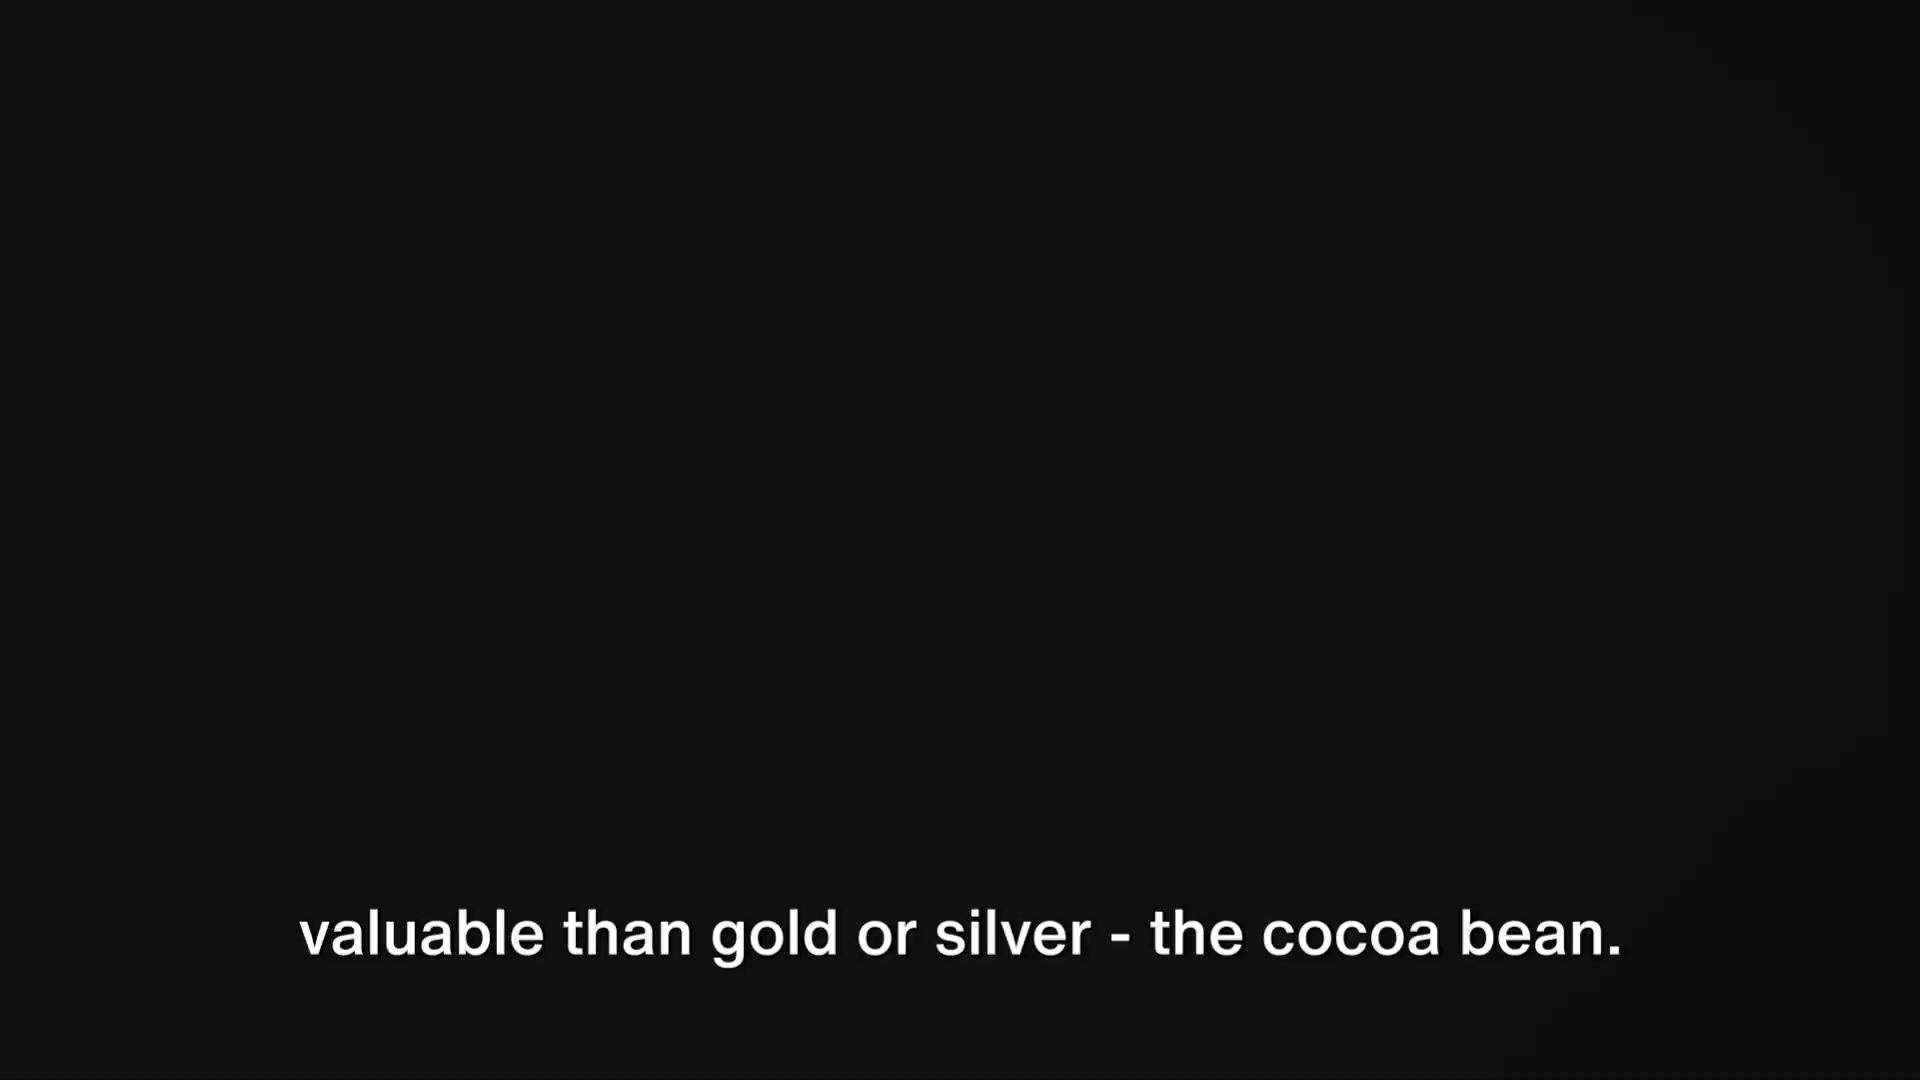 valuable than gold or silver - the cocoa bean.